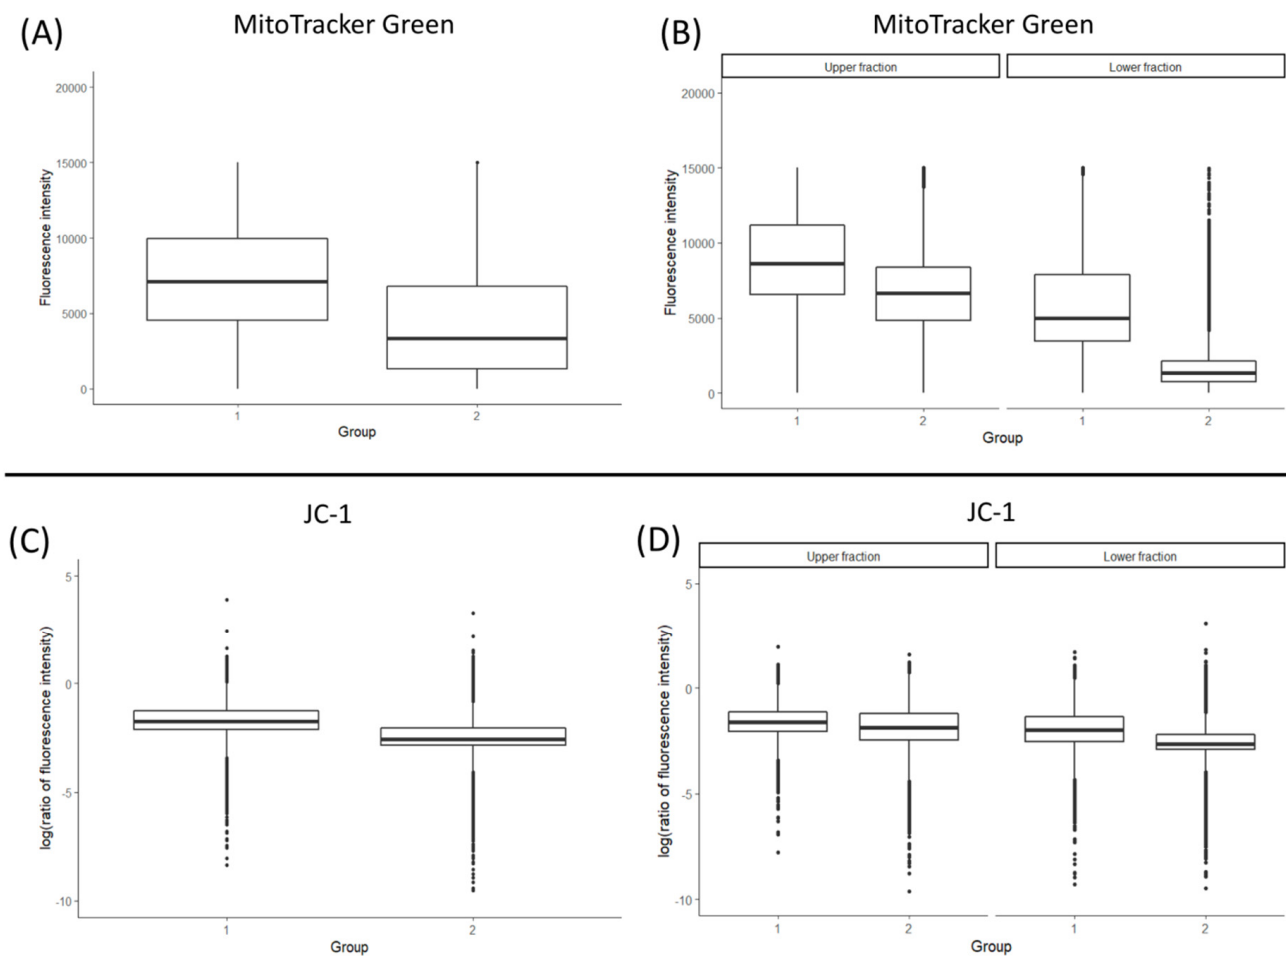 (A)
MitoTracker Green
20000
15000
10000
5000
0
Fluorescence intensity
1
2
Group
(B)
MitoTracker Green
Upper fraction
Lower fraction
20000
15000
10000
5000
0
Fluorescence intensity
1
2
1
2
Group
(C)
JC-1
5
0
-5
-10
log(ratio of fluorescence intensity)
1
2
Group
(D)
JC-1
Upper fraction
Lower fraction
5
0
-5
-10
log(ratio of fluorescence intensity)
1
2
1
2
Group